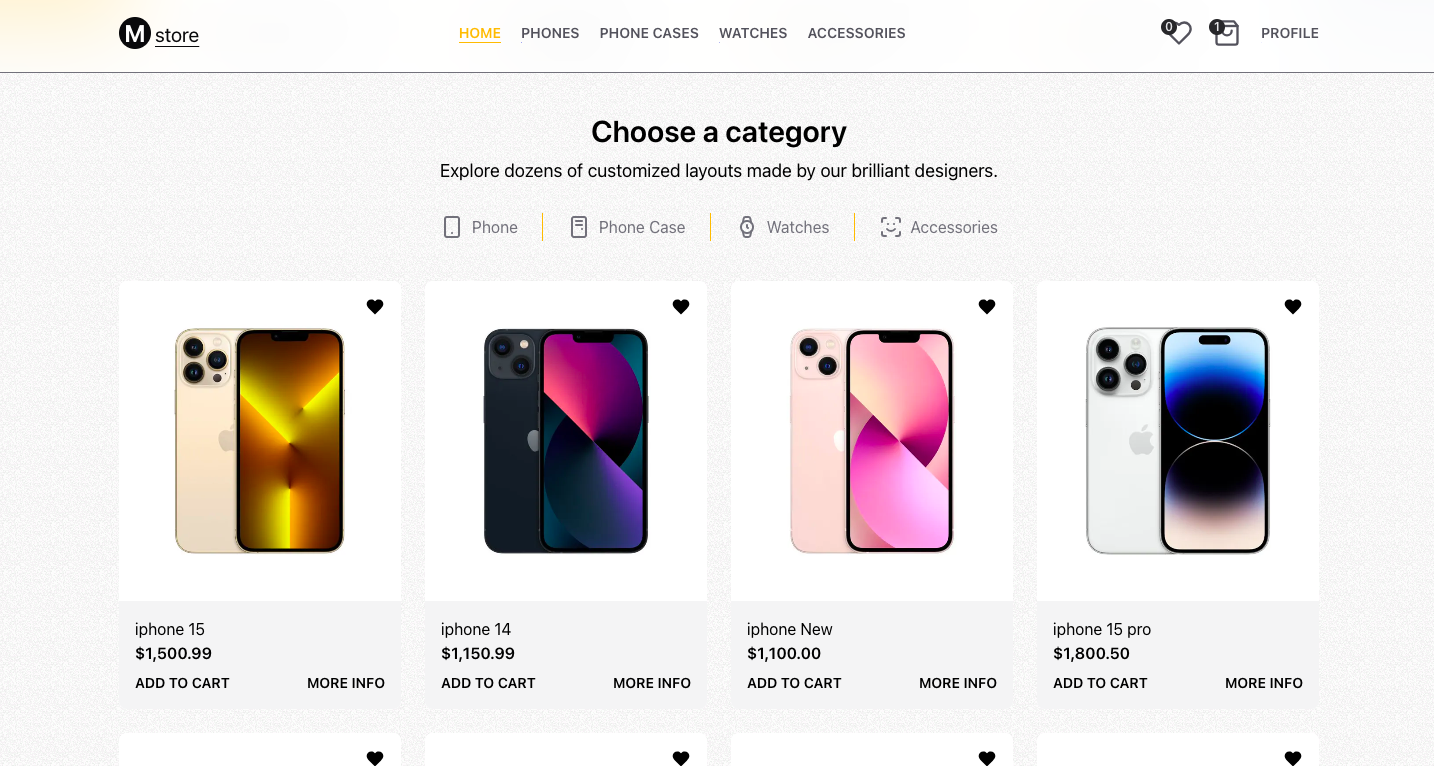 M store
HOME PHONES PHONE CASES WATCHES ACCESSORIES
0 1 PROFILE
Choose a category
Explore dozens of customized layouts made by our brilliant designers.
Phone Phone Case Watches Accessories
iphone 15
$1,500.99
ADD TO CART MORE INFO
iphone 14
$1,150.99
ADD TO CART MORE INFO
iphone New
$1,100.00
ADD TO CART MORE INFO
iphone 15 pro
$1,800.50
ADD TO CART MORE INFO